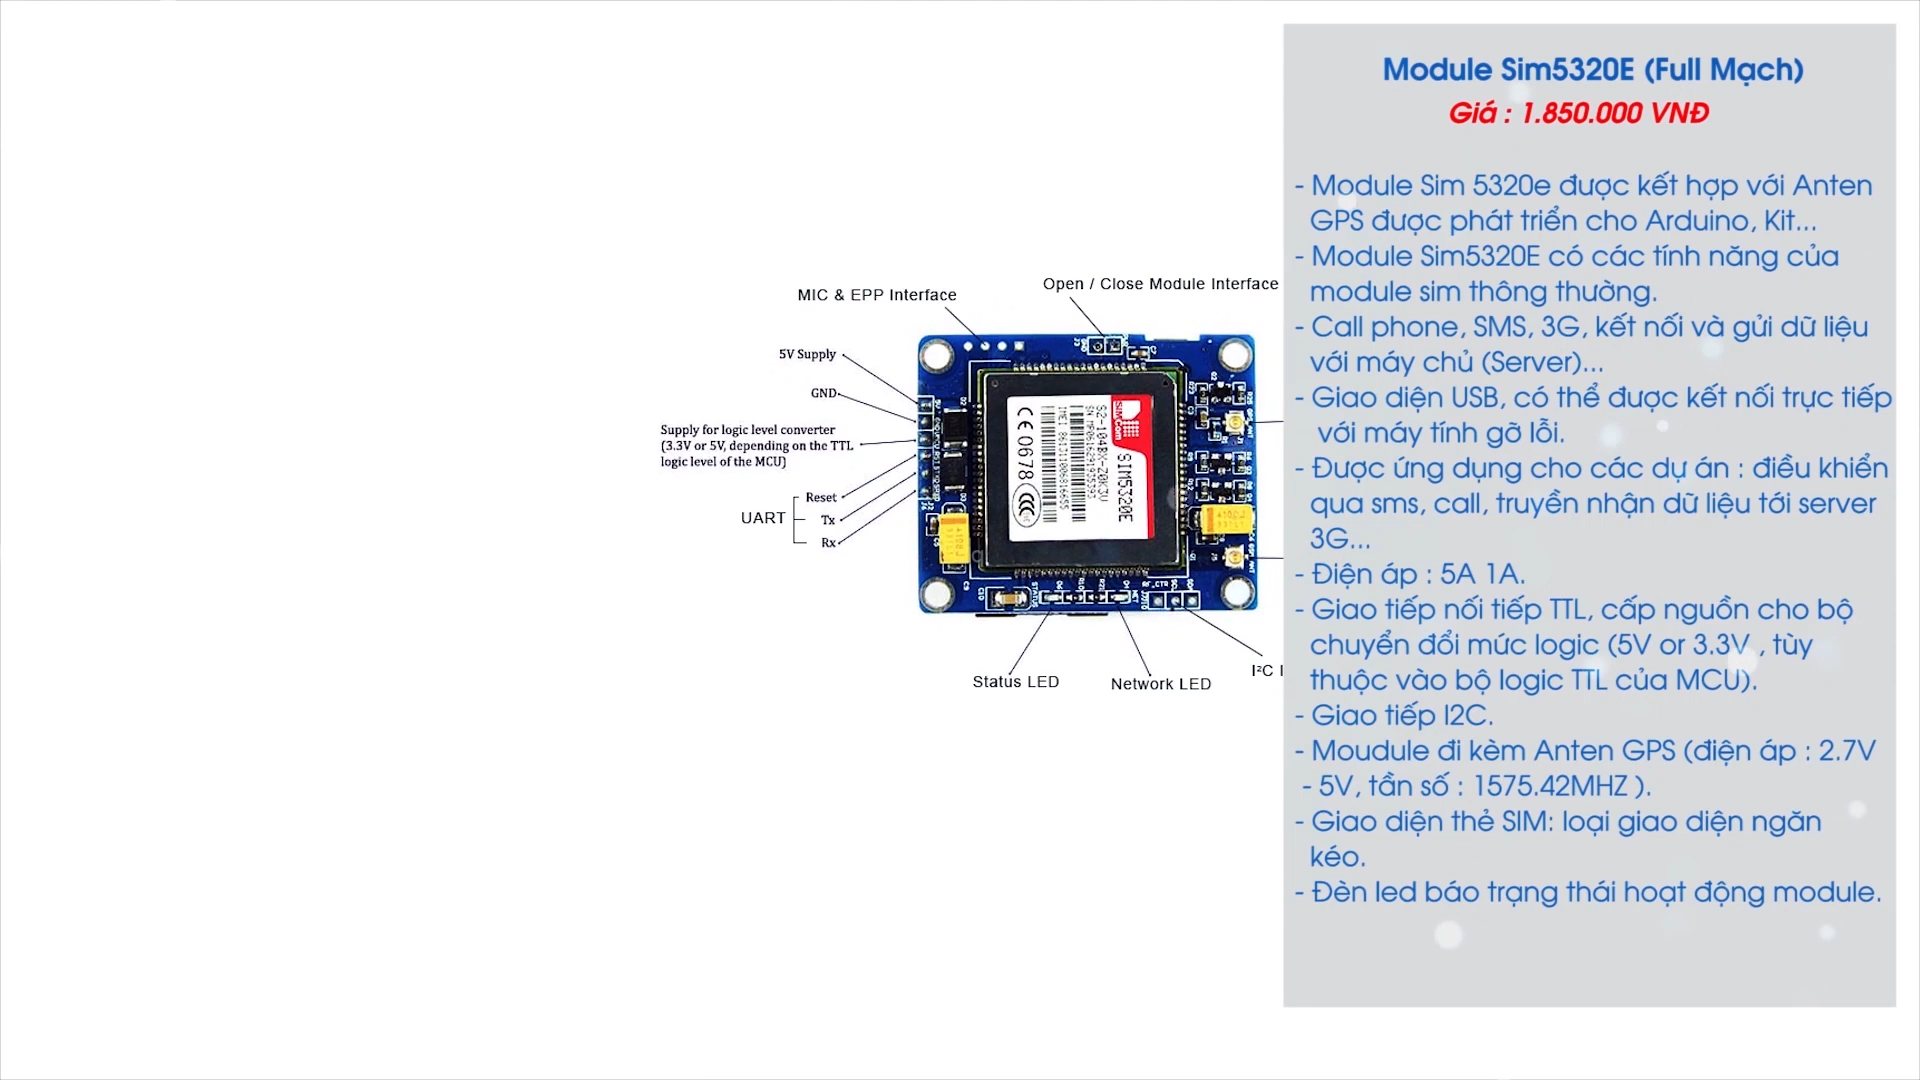 Module Sim5320E (Full Mạch)
Giá : 1.850.000 VNĐ
- Module Sim 5320e được kết hợp với Anten
GPS được phát triển cho Arduino, Kit...
- Module Sim5320E có các tính năng của
module sim thông thường.
- Call phone, SMS, 3G, kết nối và gửi dữ liệu
với máy chủ (Server)...
- Giao diện USB, có thể được kết nối trực tiếp
với máy tính gỡ lỗi.
- Được ứng dụng cho các dự án : điều khiển
qua sms, call, truyền nhận dữ liệu tới server
3G...
- Điện áp : 5A 1A.
- Giao tiếp nối tiếp TTL, cấp nguồn cho bộ
chuyển đổi mức logic (5V or 3.3V , tùy
thuộc vào bộ logic TTL của MCU).
- Giao tiếp I2C.
- Moudule đi kèm Anten GPS (điện áp : 2.7V
- 5V, tần số : 1575.42MHZ ).
- Giao diện thẻ SIM: loại giao diện ngăn
kéo.
- Đèn led báo trạng thái hoạt động module.
Open / Close Module Interface
MIC & EPP Interface
5V Supply
GND
Supply for logic level converter
(3.3V or 5V, depending on the TTL
logic level of the MCU)
UART
Reset
Tx
Rx
SIMCom
SIM5320E
S2-104BX-Z0K3V
CE 0678
Status LED
Network LED
I²C